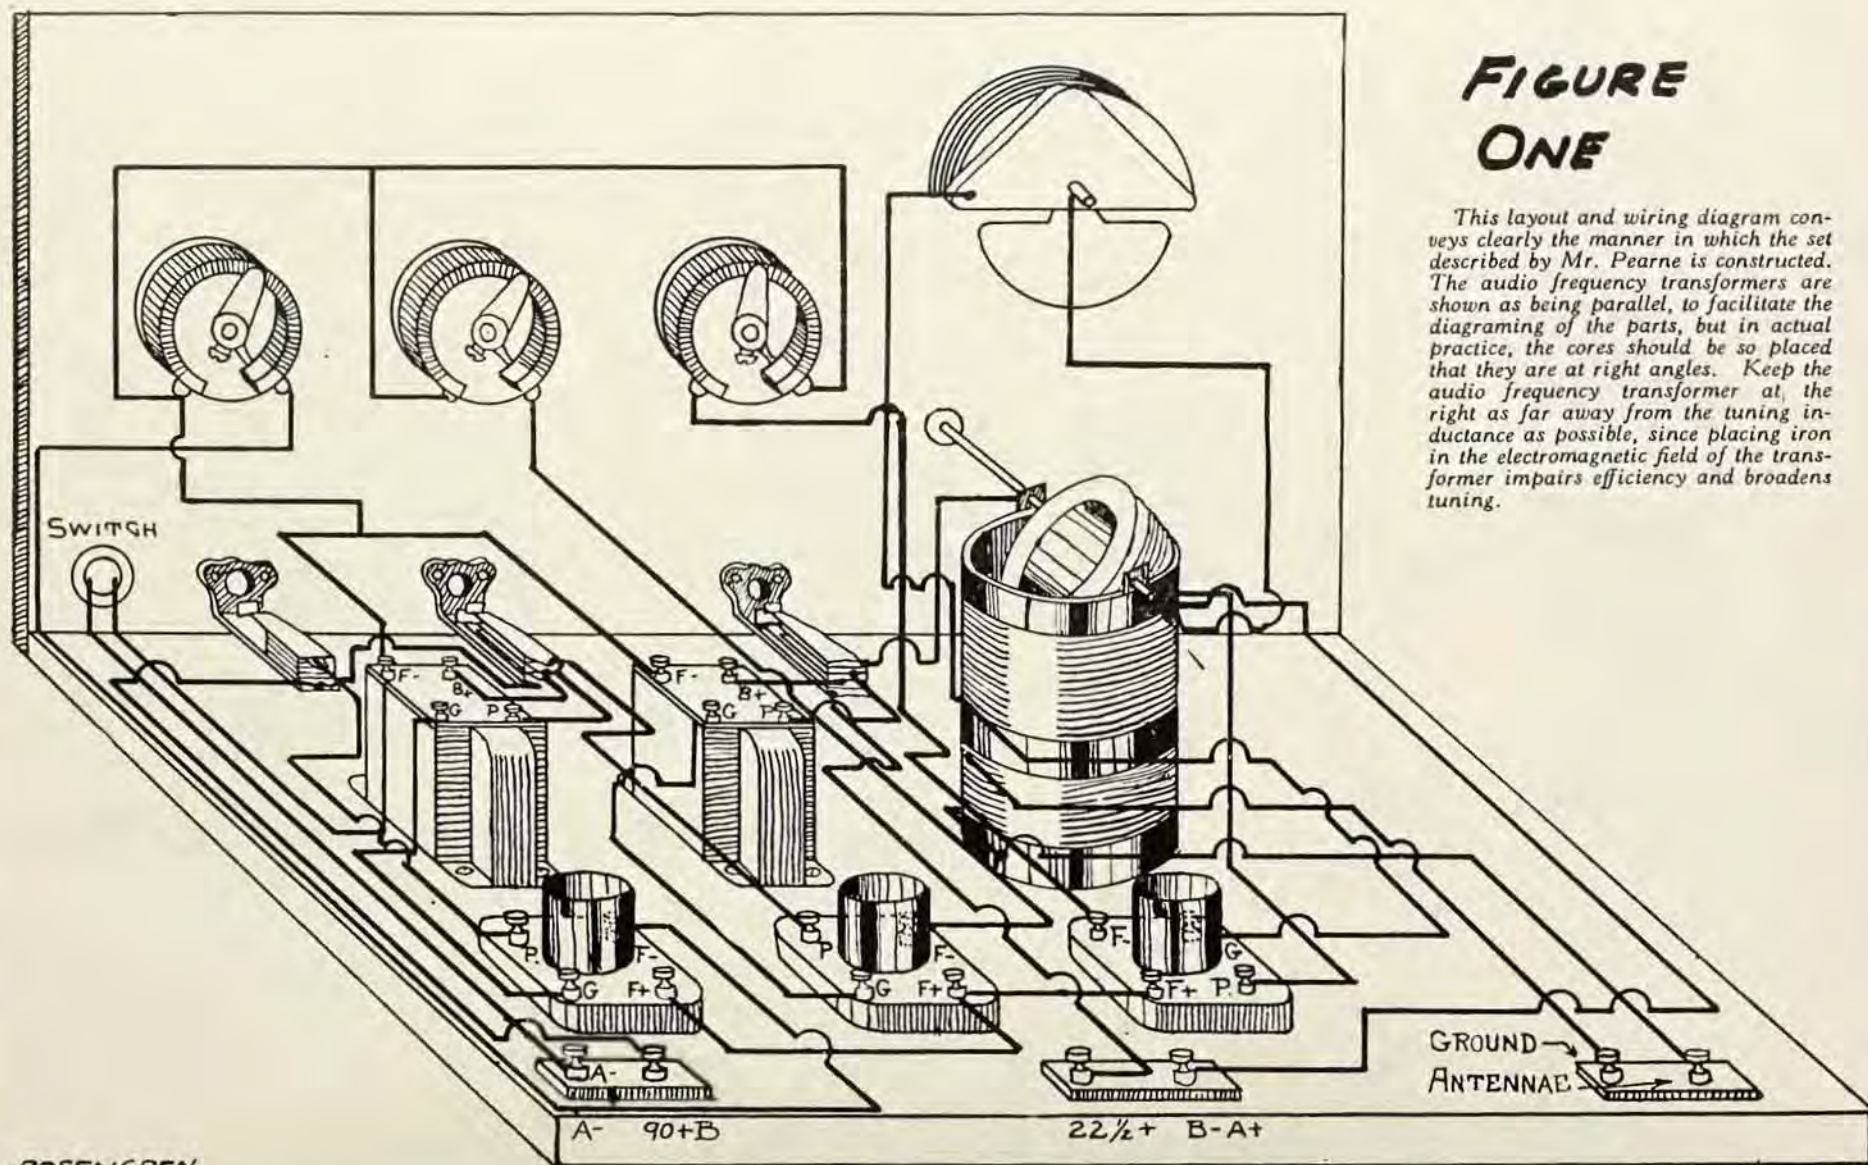 FIGURE
ONE
This layout and wiring diagram con-
veys clearly the manner in which the set
described by Mr. Pearne is constructed.
The audio frequency transformers are
shown as being parallel, to facilitate the
diagraming of the parts, but in actual
practice, the cores should be so placed
that they are at right angles. Keep the
audio frequency transformer at, the
right as far away from the tuning in-
ductance as possible, since placing iron
in the electromagnetic field of the trans-
former impairs efficiency and broadens
tuning.
SWITCH
F- B+
G P
F- B+
G P
P. F-
G F+
P F-
G F+
F- G
F+ P.
A-
GROUND
ANTENNAE
A- 90+B
22½+ B-A+